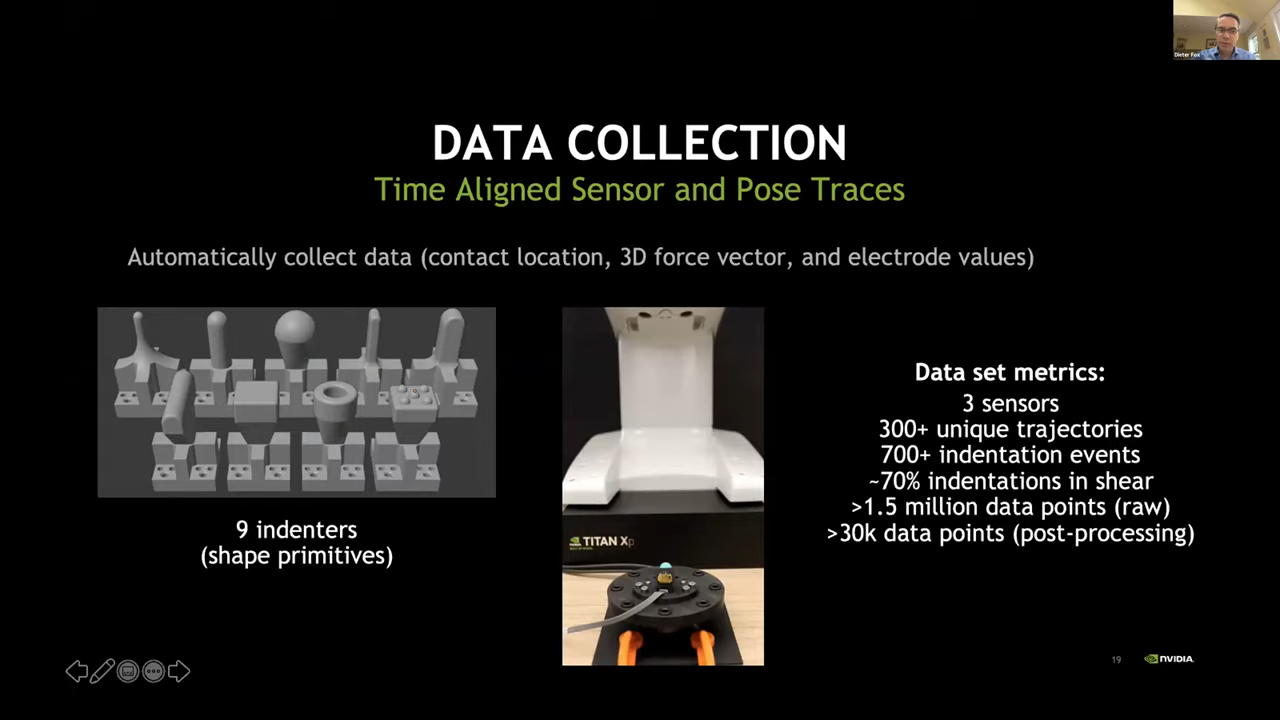 Dieter Fox
DATA COLLECTION
Time Aligned Sensor and Pose Traces
Automatically collect data (contact location, 3D force vector, and electrode values)
9 indenters
(shape primitives)
NVIDIA
TITAN Xp
Data set metrics:
3 sensors
300+ unique trajectories
700+ indentation events
~70% indentations in shear
>1.5 million data points (raw)
>30k data points (post-processing)
19
NVIDIA.